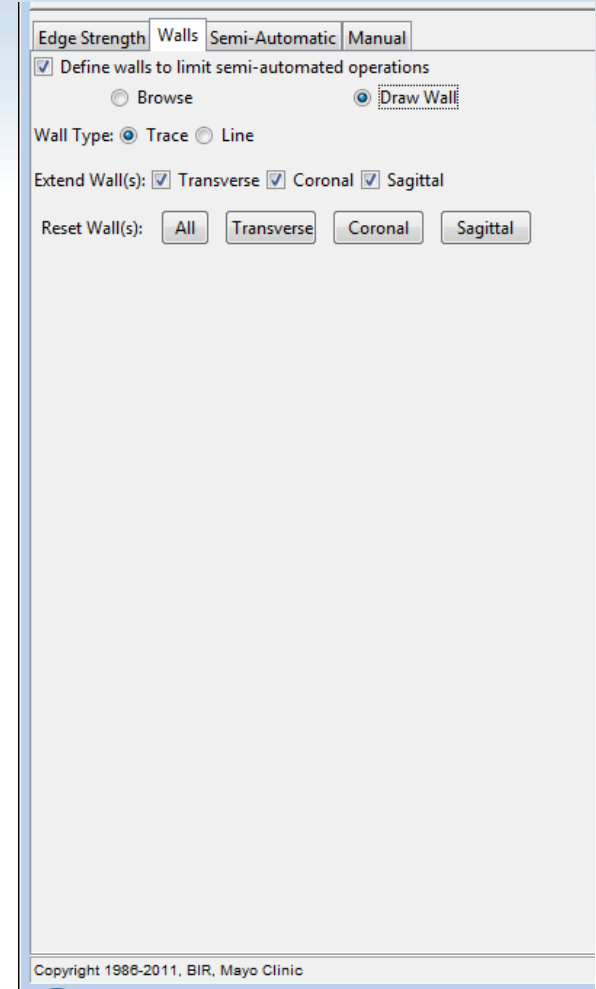 Edge Strength Walls Semi-Automatic Manual
Define walls to limit semi-automated operations
Browse Draw Wall
Wall Type: Trace Line
Extend Wall(s): Transverse Coronal Sagittal
Reset Wall(s): All Transverse Coronal Sagittal
Copyright 1986-2011, BIR, Mayo Clinic